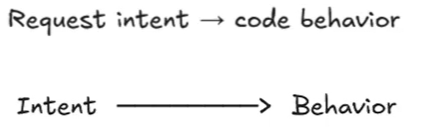 Request intent → code behavior
Intent ⟶ Behavior